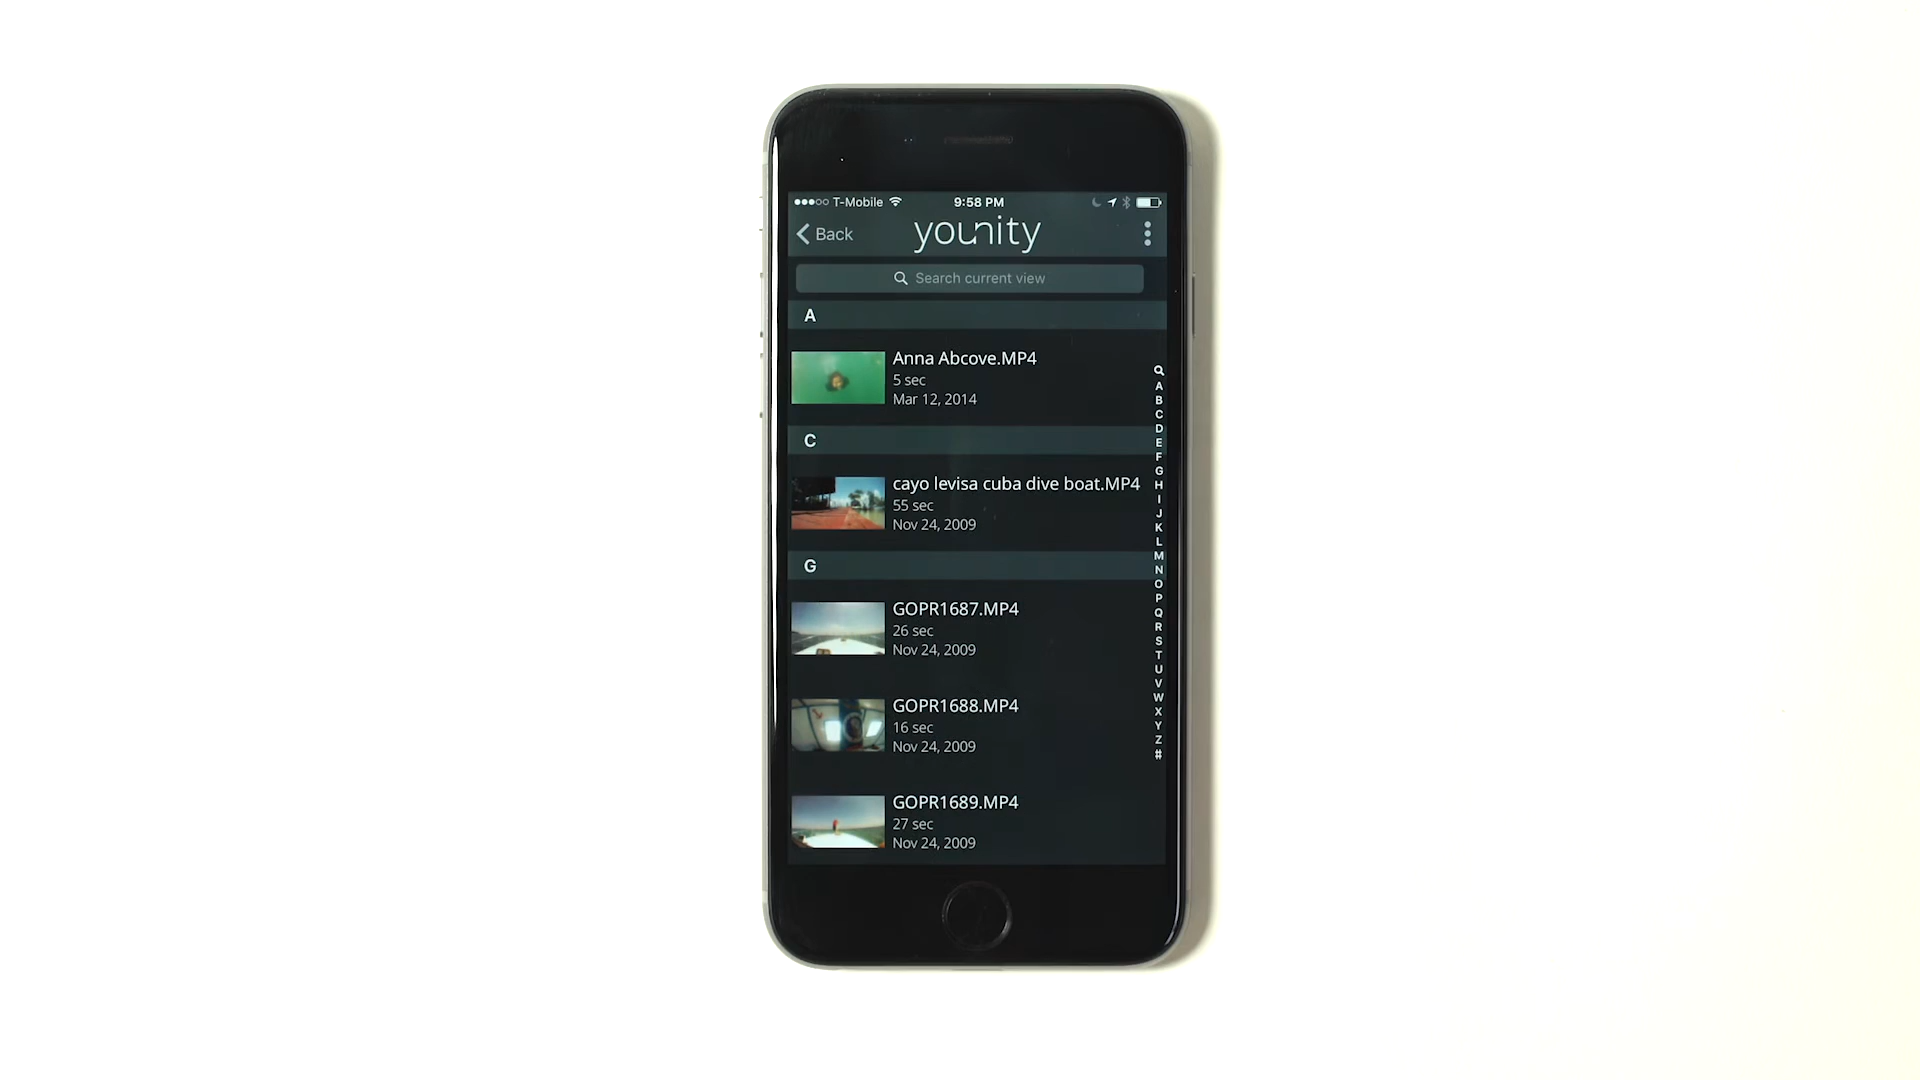 T-Mobile 9:58 PM
Back younity
Search current view
A
Anna Abcove.MP4
5 sec
Mar 12, 2014
C
cayo levisa cuba dive boat.MP4
55 sec
Nov 24, 2009
G
GOPR1687.MP4
26 sec
Nov 24, 2009
GOPR1688.MP4
16 sec
Nov 24, 2009
GOPR1689.MP4
27 sec
Nov 24, 2009
A
B
C
D
E
F
G
H
I
J
K
L
M
N
O
P
Q
R
S
T
U
V
W
X
Y
Z
#